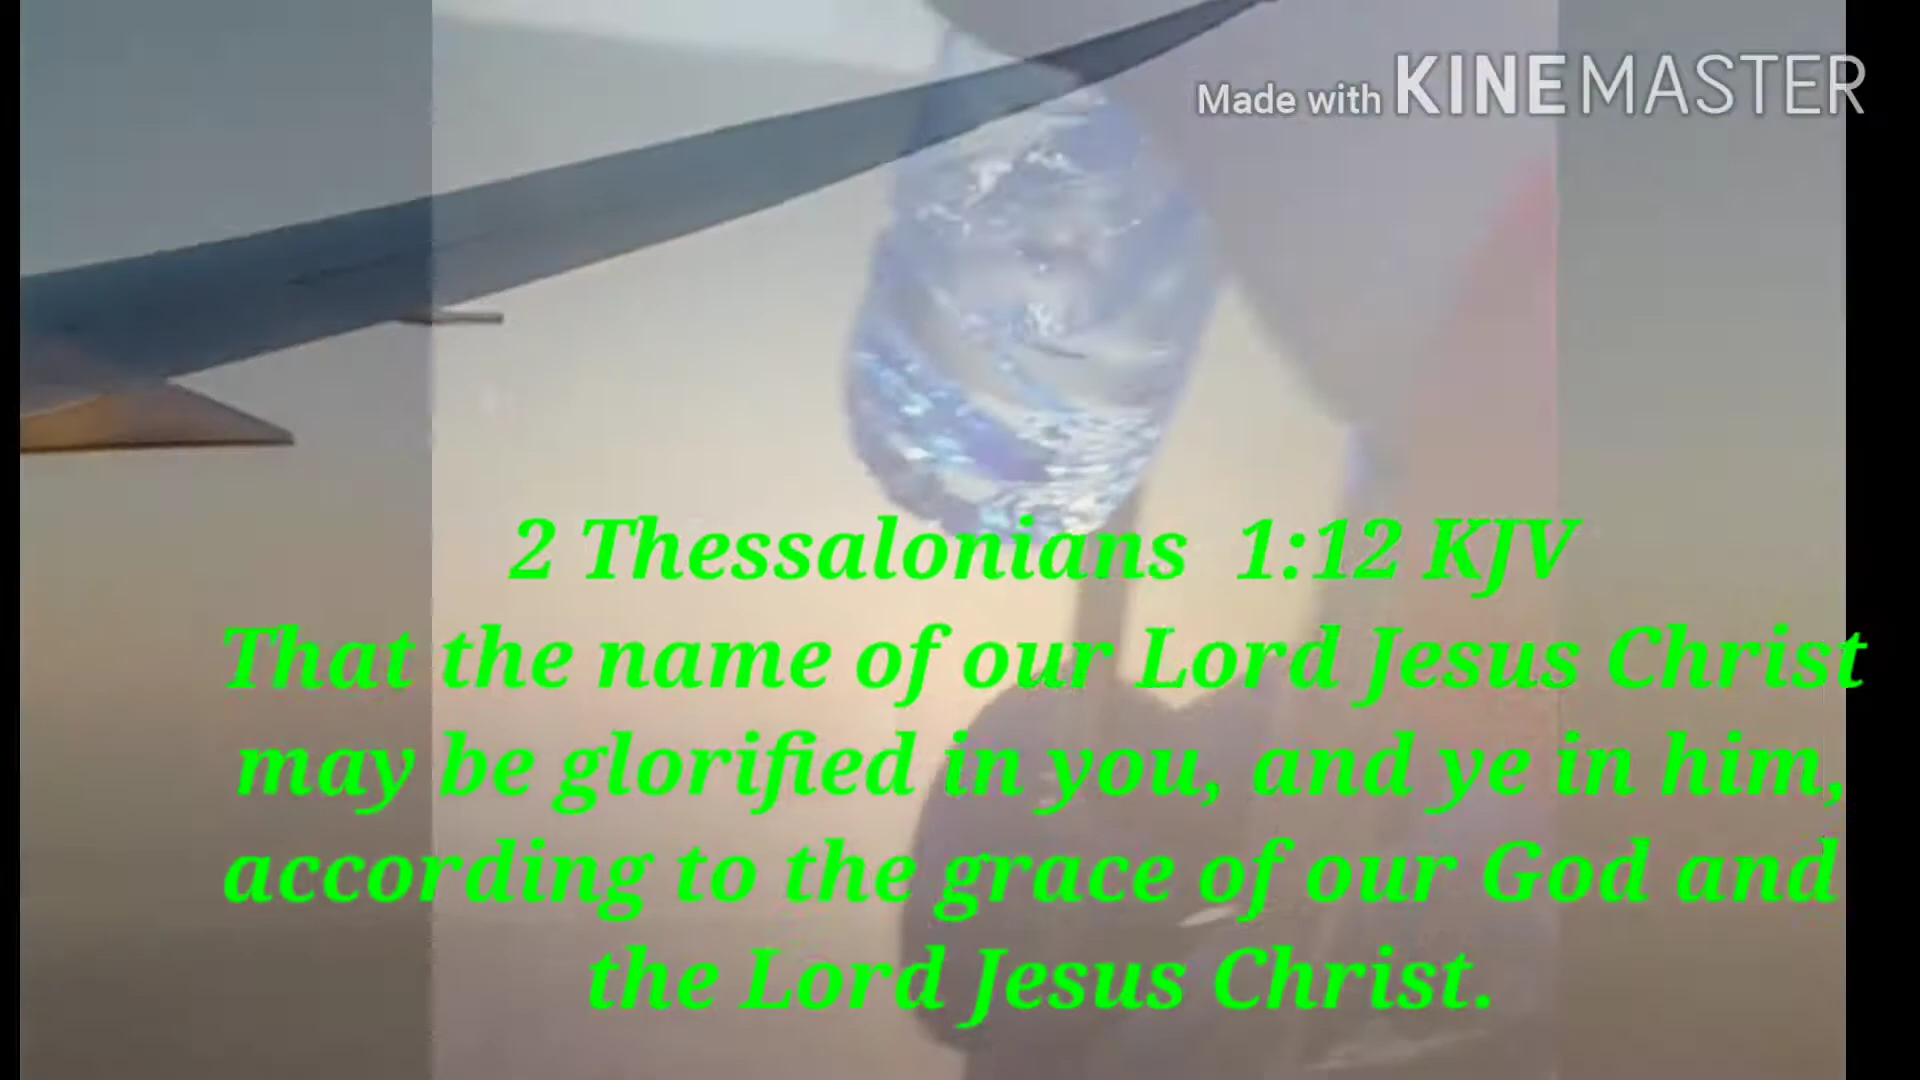 Made with KINEMASTER
2 Thessalonians 1:12 KJV
That the name of our Lord Jesus Christ
may be glorified in you, and ye in him,
according to the grace of our God and
the Lord Jesus Christ.